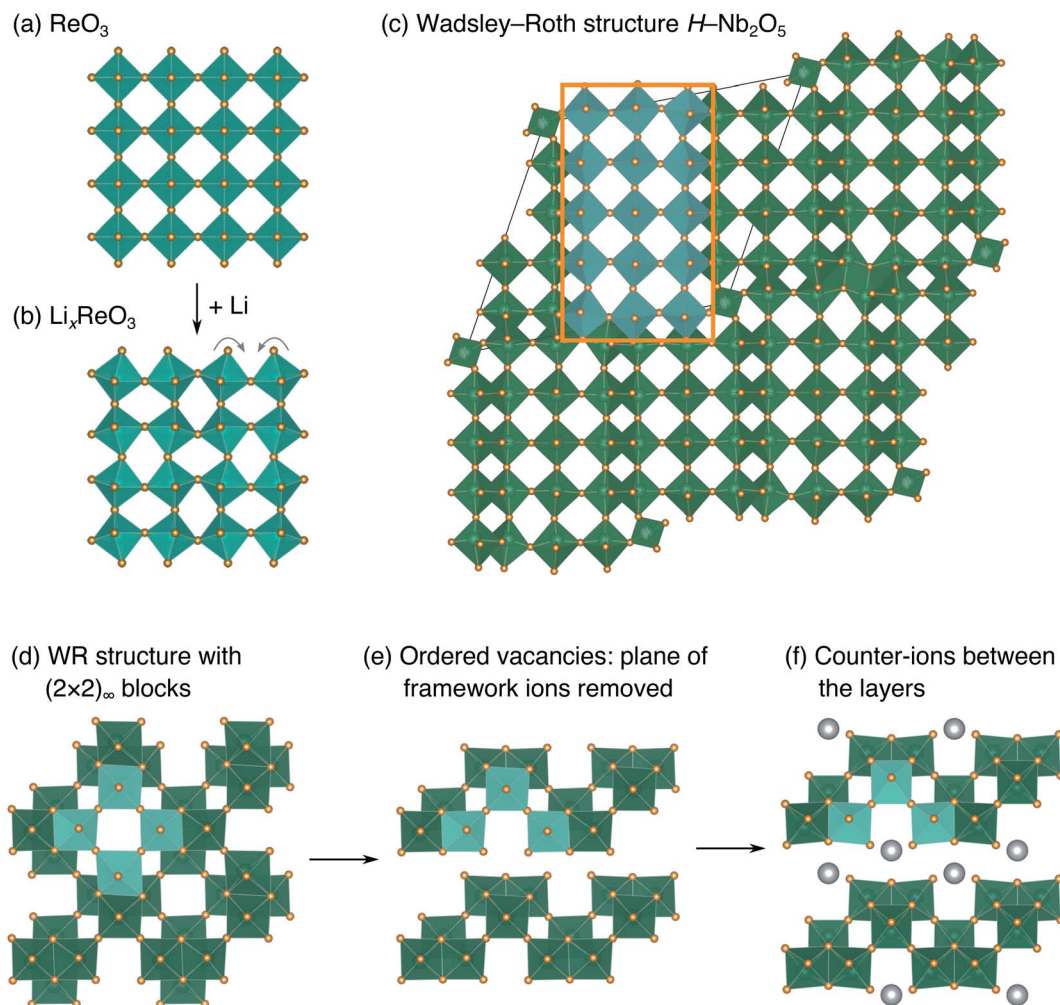 (a) ReO₃
(c) Wadsley–Roth structure H–Nb₂O₅
+ Li
(b) LiₓReO₃
(d) WR structure with
(2×2)∞ blocks
(e) Ordered vacancies: plane of
framework ions removed
(f) Counter-ions between
the layers